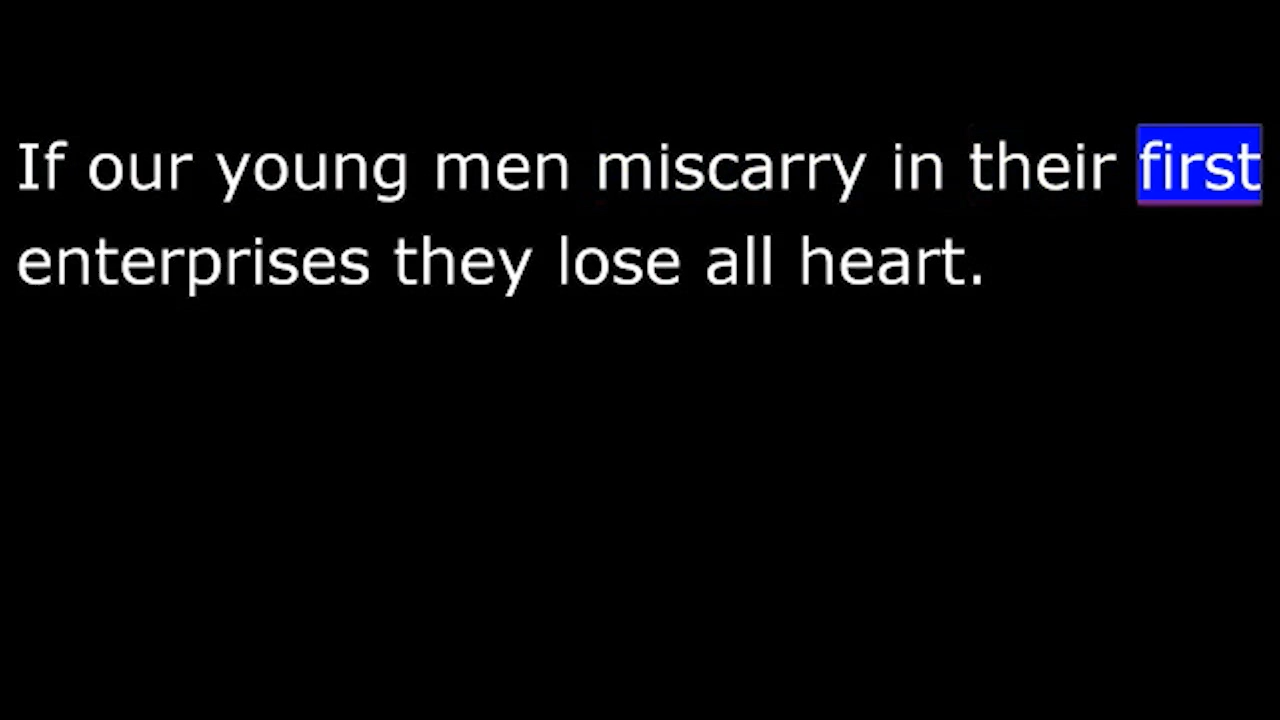 If our young men miscarry in their first
enterprises they lose all heart.